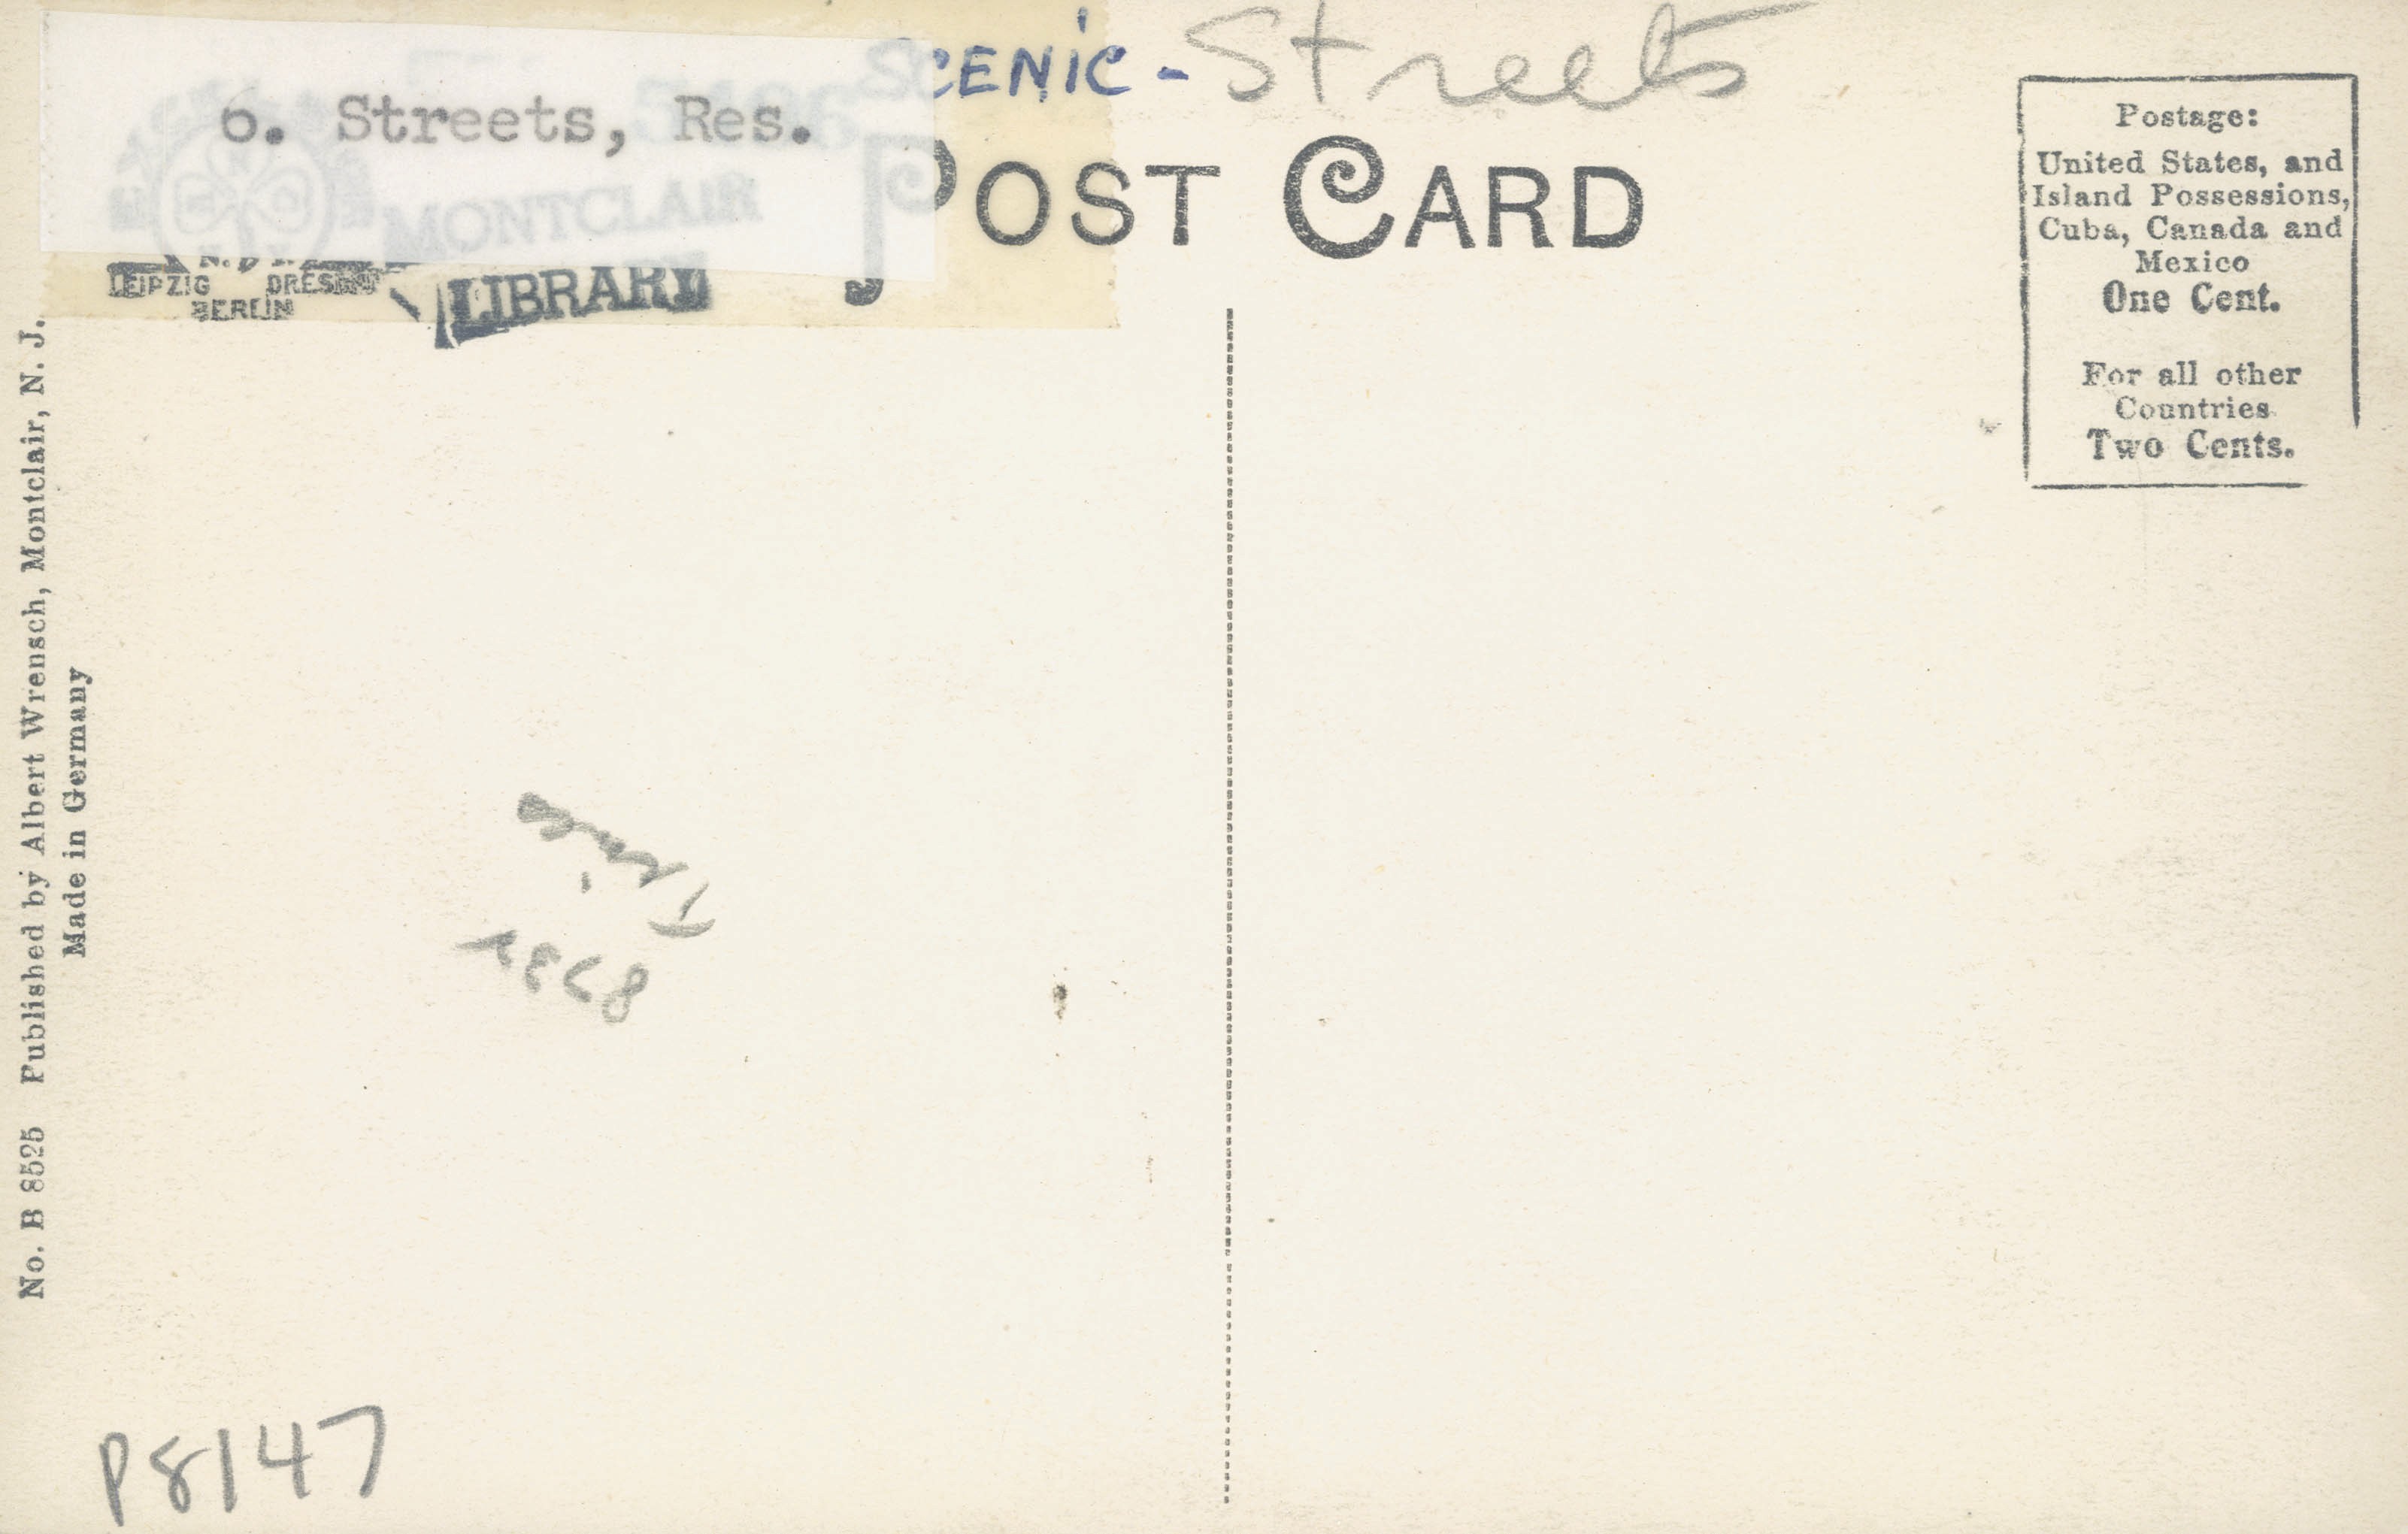 SCENIC - Streets
6. Streets, Res.
MONTCLAIR
LIBRARY
N. Y.
LEIPZIG DRESDEN
BERLIN
POST CARD
Postage:
United States, and
Island Possessions,
Cuba, Canada and
Mexico
One Cent.
For all other
Countries
Two Cents.
No. B 8525 Published by Albert Wrensch, Montclair, N. J.
Made in Germany
P8147